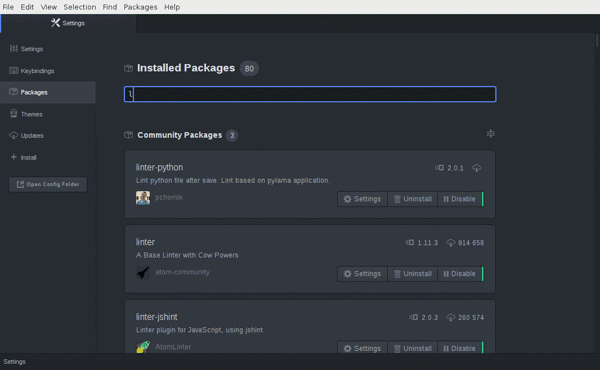 File Edit View Selection Find Packages Help
Settings
Settings
Keybindings
Packages
Themes
Updates
Install
Open Config Folder
Installed Packages 80
l
Community Packages 3
linter-python 2.0.1
Lint python file after save. Lint based on pylama application.
pchomik
Settings Uninstall Disable
linter 1.11.3 914 658
A Base Linter with Cow Powers
atom-community
Settings Uninstall Disable
linter-jshint 2.0.3 260 574
Linter plugin for JavaScript, using jshint
AtomLinter
Settings Uninstall Disable
Settings